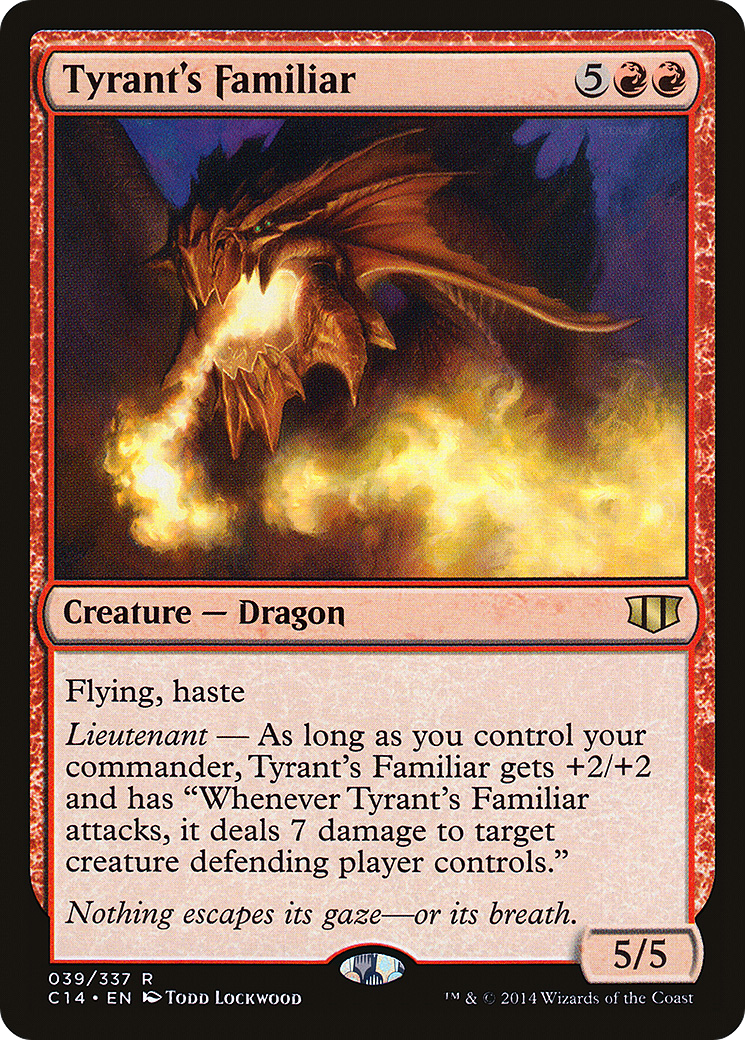 Tyrant's Familiar
5
Creature — Dragon
Flying, haste
Lieutenant — As long as you control your
commander, Tyrant's Familiar gets +2/+2
and has “Whenever Tyrant's Familiar
attacks, it deals 7 damage to target
creature defending player controls.”
Nothing escapes its gaze—or its breath.
5/5
039/337 R
C14 • EN Todd Lockwood
™ & © 2014 Wizards of the Coast